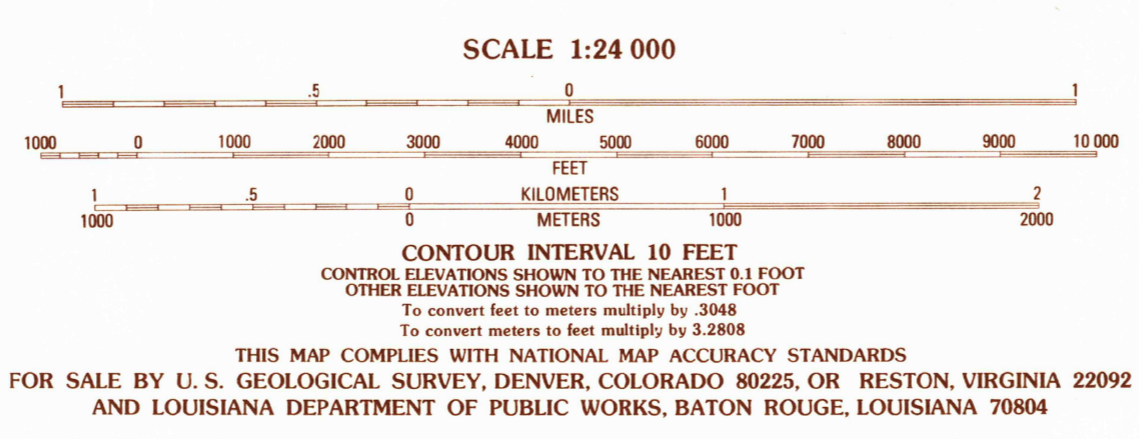 SCALE 1:24 000
1 .5 0 1
MILES
1000 0 1000 2000 3000 4000 5000 6000 7000 8000 9000 10 000
FEET
1 .5 0 KILOMETERS 1 2
1000 0 METERS 1000 2000
CONTOUR INTERVAL 10 FEET
CONTROL ELEVATIONS SHOWN TO THE NEAREST 0.1 FOOT
OTHER ELEVATIONS SHOWN TO THE NEAREST FOOT
To convert feet to meters multiply by .3048
To convert meters to feet multiply by 3.2808
THIS MAP COMPLIES WITH NATIONAL MAP ACCURACY STANDARDS
FOR SALE BY U. S. GEOLOGICAL SURVEY, DENVER, COLORADO 80225, OR RESTON, VIRGINIA 22092
AND LOUISIANA DEPARTMENT OF PUBLIC WORKS, BATON ROUGE, LOUISIANA 70804